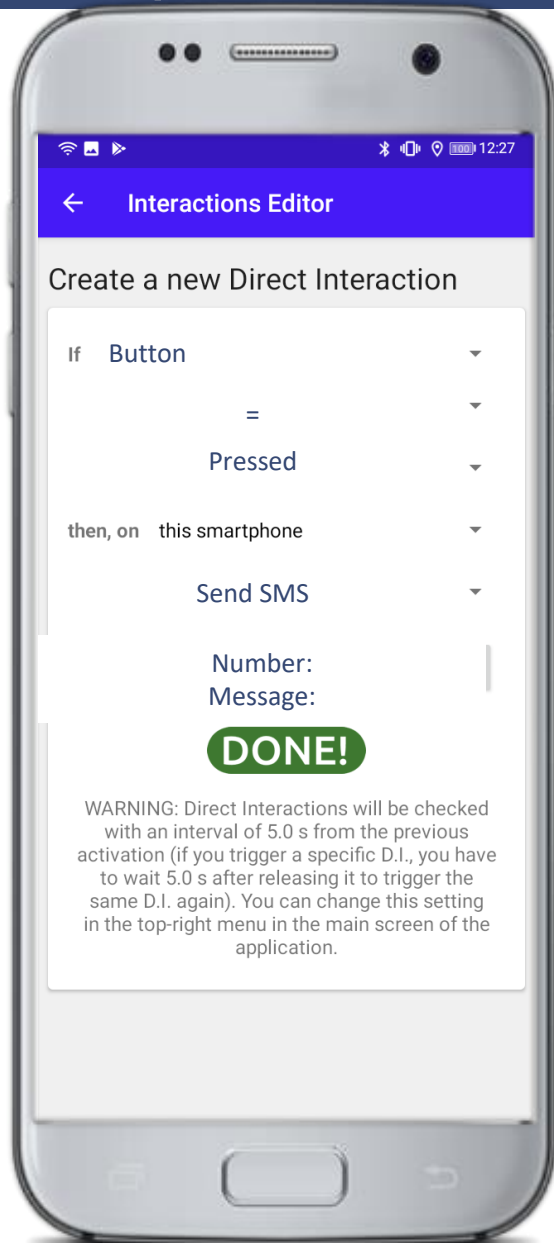 100 12:27
Interactions Editor
Create a new Direct Interaction
If Button
=
Pressed
then, on this smartphone
Send SMS
Number:
Message:
DONE!
WARNING: Direct Interactions will be checked
with an interval of 5.0 s from the previous
activation (if you trigger a specific D.I., you have
to wait 5.0 s after releasing it to trigger the
same D.I. again). You can change this setting
in the top-right menu in the main screen of the
application.